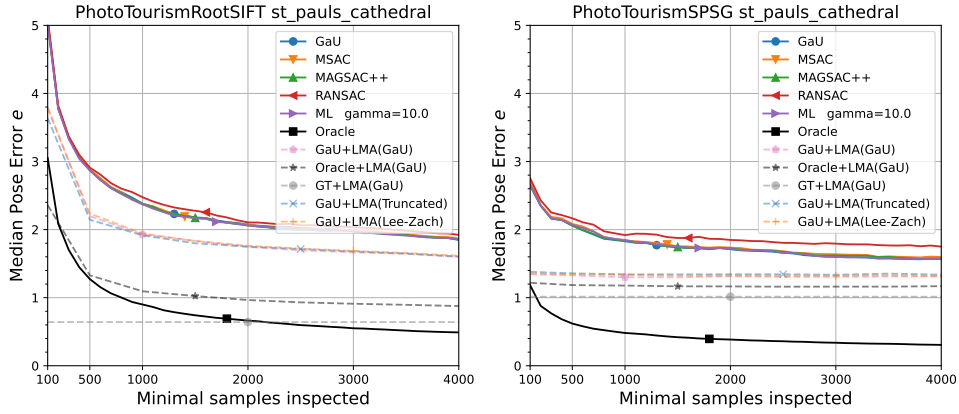 PhotoTourismRootSIFT st_pauls_cathedral
Median Pose Error e
5
4
3
2
1
0
GaU
MSAC
MAGSAC++
RANSAC
ML gamma=10.0
Oracle
GaU+LMA(GaU)
Oracle+LMA(GaU)
GT+LMA(GaU)
GaU+LMA(Truncated)
GaU+LMA(Lee-Zach)
100 500 1000 2000 3000 4000
Minimal samples inspected
PhotoTourismSPSG st_pauls_cathedral
Median Pose Error e
5
4
3
2
1
0
GaU
MSAC
MAGSAC++
RANSAC
ML gamma=10.0
Oracle
GaU+LMA(GaU)
Oracle+LMA(GaU)
GT+LMA(GaU)
GaU+LMA(Truncated)
GaU+LMA(Lee-Zach)
100 500 1000 2000 3000 4000
Minimal samples inspected